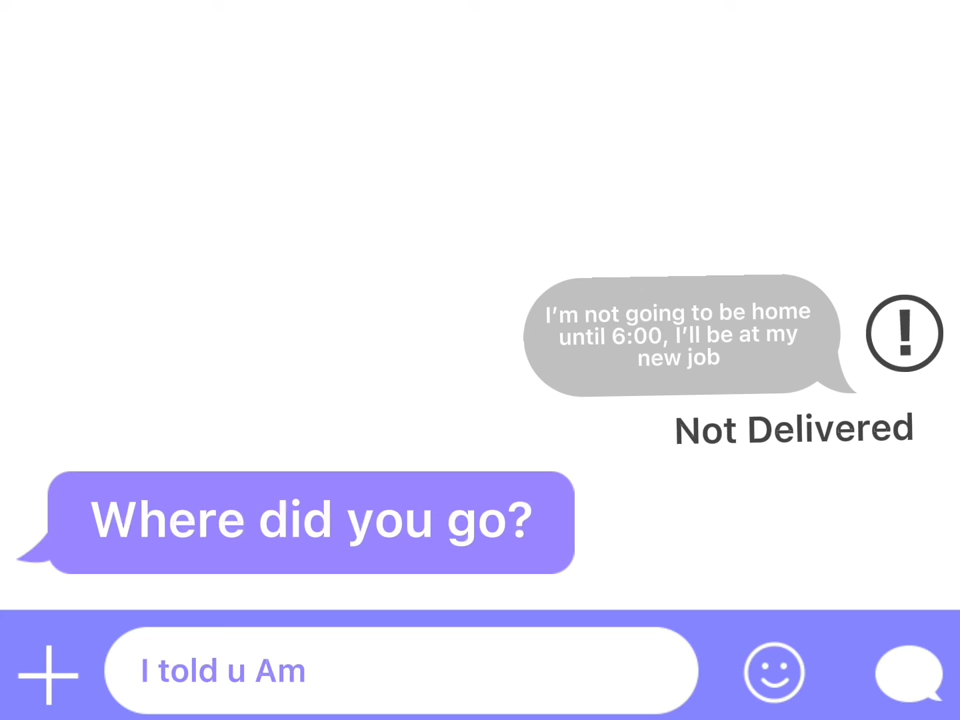 I’m not going to be home
until 6:00, I’ll be at my
new job
!
Not Delivered
Where did you go?
I told u Am